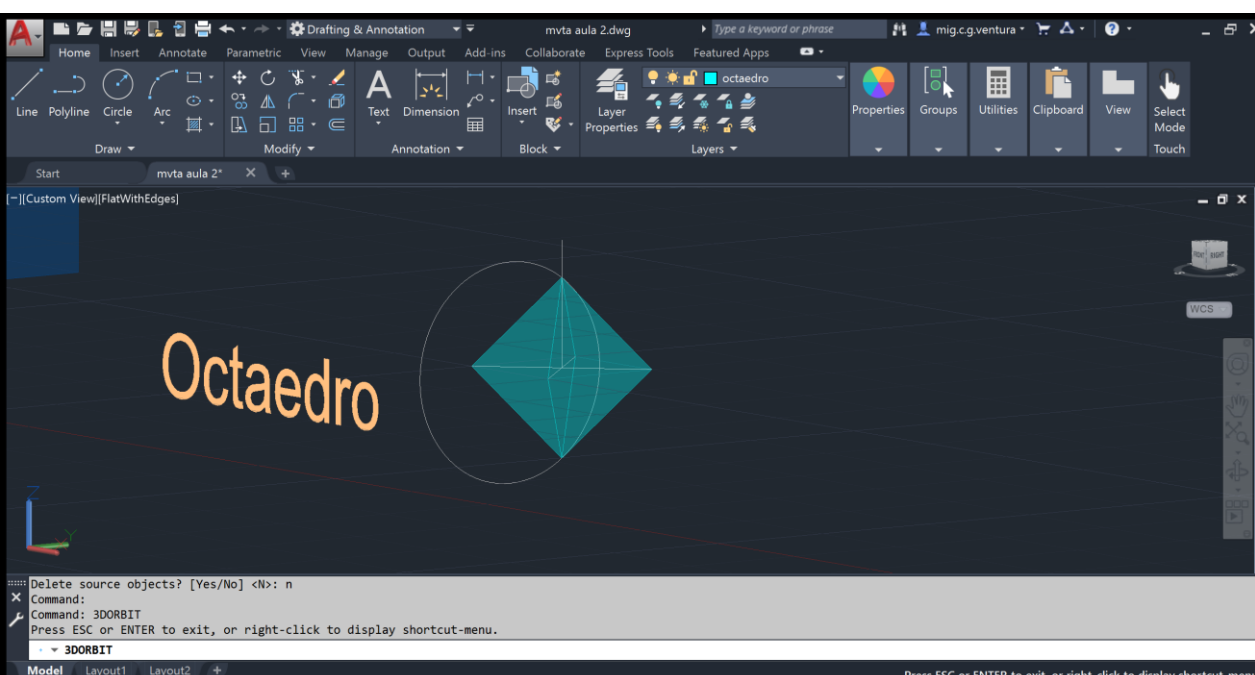 A
Drafting & Annotation
mvta aula 2.dwg
Type a keyword or phrase
mig.c.g.ventura
Home Insert Annotate Parametric View Manage Output Add-ins Collaborate Express Tools Featured Apps
octaedro
Line Polyline Circle Arc
Text Dimension
Insert
Layer
Properties
Properties Groups Utilities Clipboard View Select
Mode
Draw Modify Annotation Block Layers Touch
Start mvta aula 2* +
[−][Custom View][FlatWithEdges]
FRONT RIGHT
WCS
Octaedro
Z
Y
Delete source objects? [Yes/No] <N>: n
Command:
Command: 3DORBIT
Press ESC or ENTER to exit, or right-click to display shortcut-menu.
3DORBIT
Model Layout1 Layout2 +
Press ESC or ENTER to exit, or right-click to display shortcut-menu